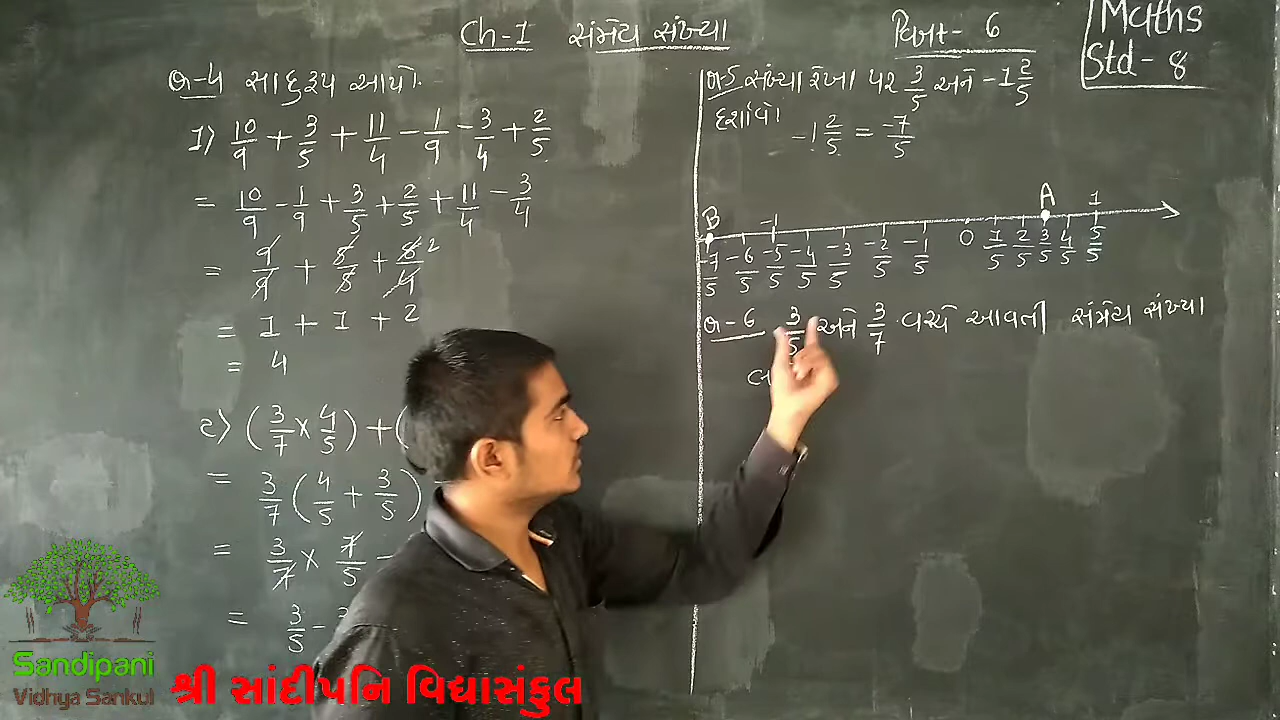 Ch-1 સંમેય સંખ્યા
વિભાગ- 6
Maths
Std - 8
બ-4 સાદુરૂપ આપો.
1) 10/9 + 3/5 + 11/4 - 1/9 - 3/4 + 2/5
= 10/9 - 1/9 + 3/5 + 2/5 + 11/4 - 3/4
= 9/9 + 5/5 + 8/4 2
= 1 + 1 + 2
= 4
2) (3/7 × 4/5) + (
= 3/7 (4/5 + 3/5) -
= 3/7 × 7/5 -
= 3/5 - 3
બ-5 સંખ્યા રેખા પર 3/5 અને -1 2/5
દર્શાવો.
-1 2/5 = -7/5
B -1 A 1
-7/5 -6/5 -5/5 -4/5 -3/5 -2/5 -1/5 0 1/5 2/5 3/5 4/5 5/5
બ-6 3/5 અને 3/7 વચ્ચે આવતી સંમેય સંખ્યા
Sandipani
Vidhya Sankul
શ્રી સાંદીપનિ વિદ્યાસંકુલ